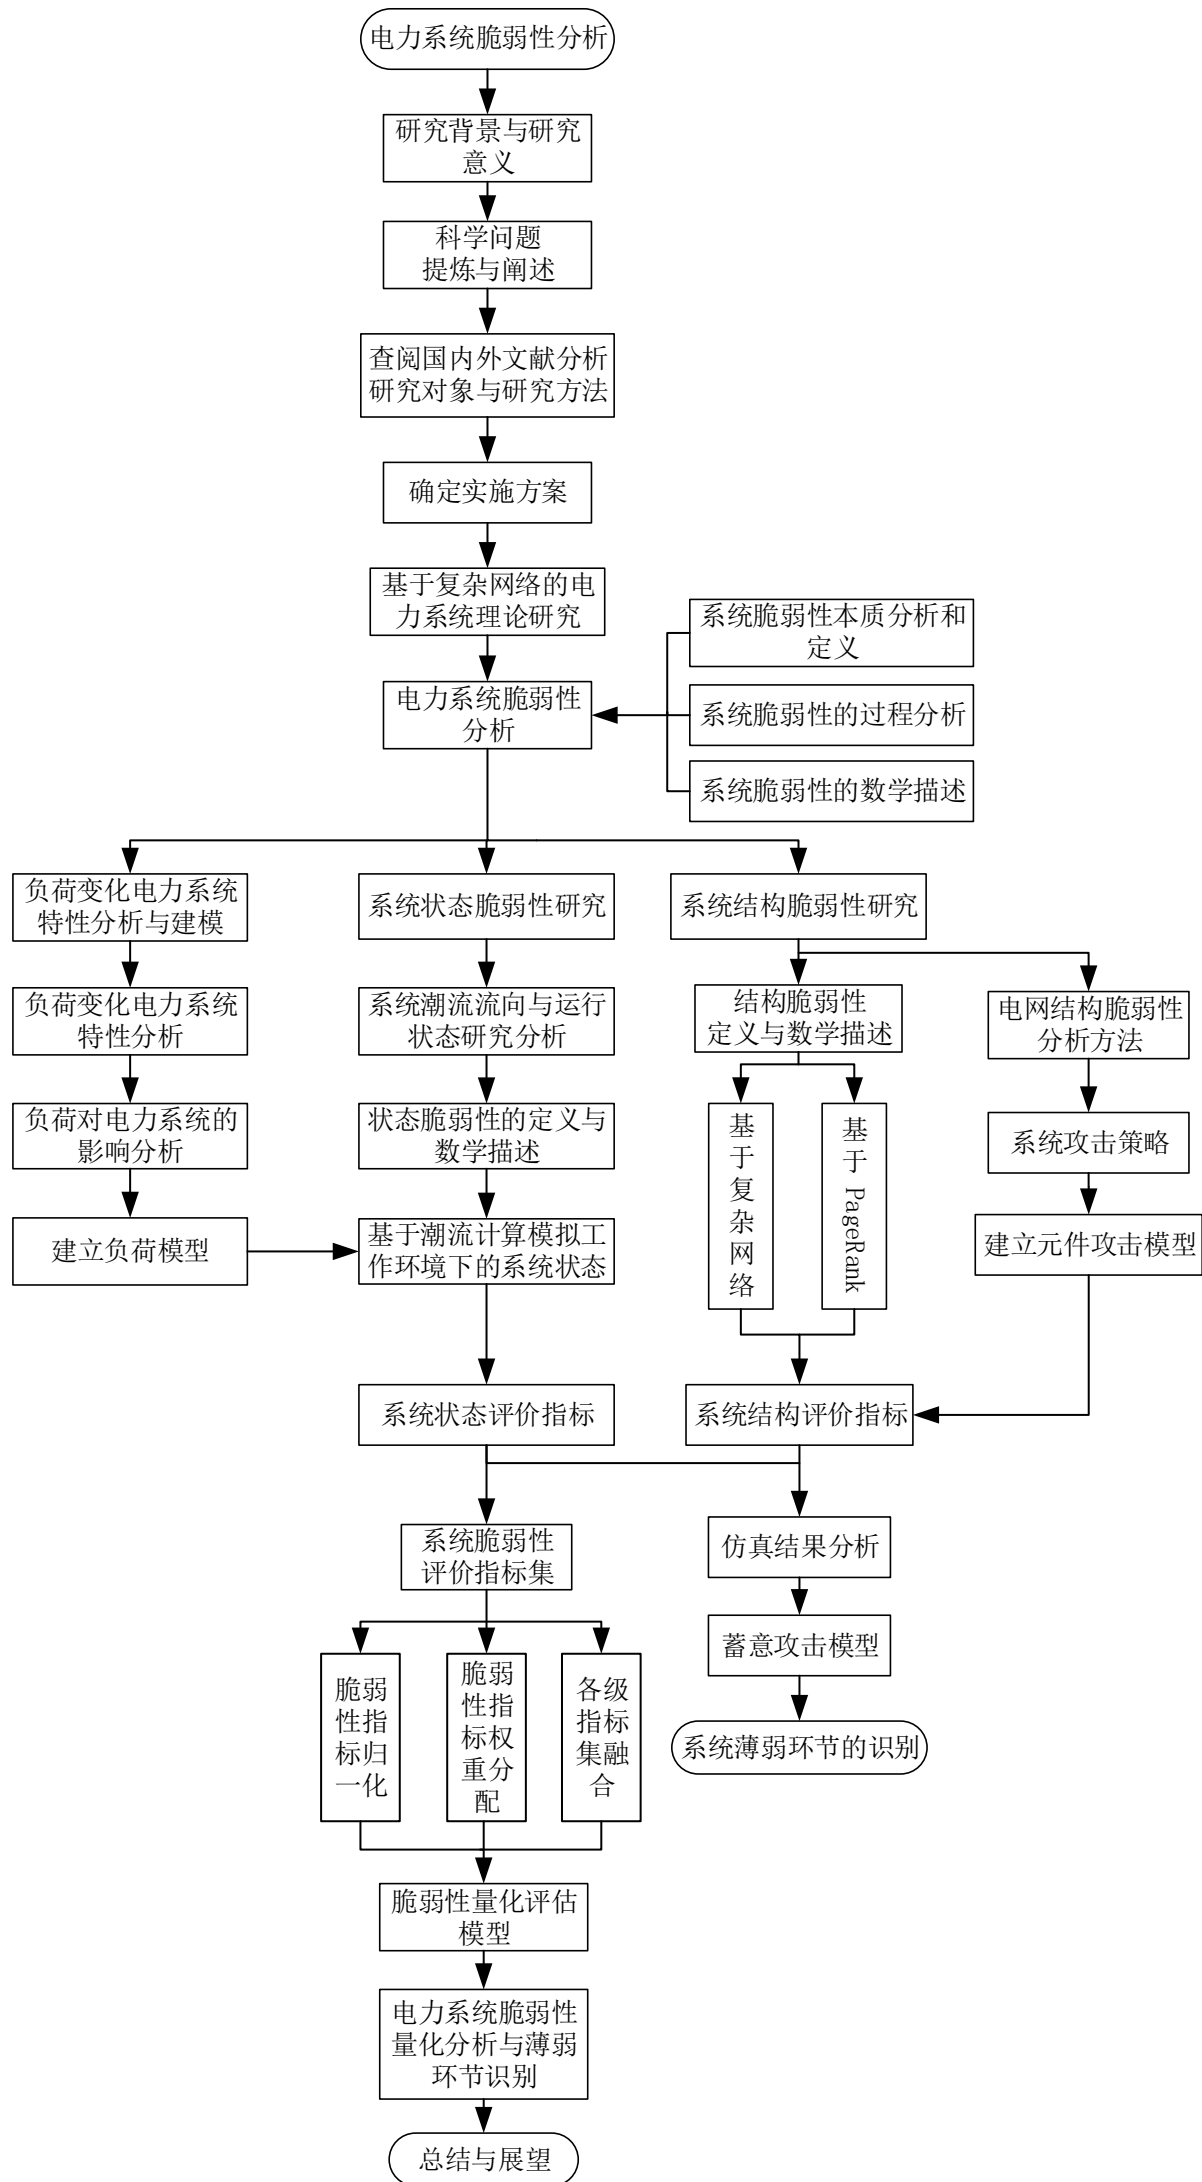 电力系统脆弱性分析
研究背景与研究
意义
科学问题
提炼与阐述
查阅国内外文献分析
研究对象与研究方法
确定实施方案
基于复杂网络的电
力系统理论研究
系统脆弱性本质分析和
定义
电力系统脆弱性
分析
系统脆弱性的过程分析
系统脆弱性的数学描述
负荷变化电力系统
特性分析与建模
系统状态脆弱性研究
系统结构脆弱性研究
负荷变化电力系统
特性分析
系统潮流流向与运行
状态研究分析
结构脆弱性
定义与数学描述
电网结构脆弱性
分析方法
负荷对电力系统的
影响分析
状态脆弱性的定义与
数学描述
基于复杂网络
基于 PageRank
系统攻击策略
建立负荷模型
基于潮流计算模拟工
作环境下的系统状态
建立元件攻击模型
系统状态评价指标
系统结构评价指标
系统脆弱性
评价指标集
仿真结果分析
蓄意攻击模型
脆弱
性指
标归
一化
脆弱
性指
标权
重分
配
各级
指标
集融
合
系统薄弱环节的识别
脆弱性量化评估
模型
电力系统脆弱性
量化分析与薄弱
环节识别
总结与展望